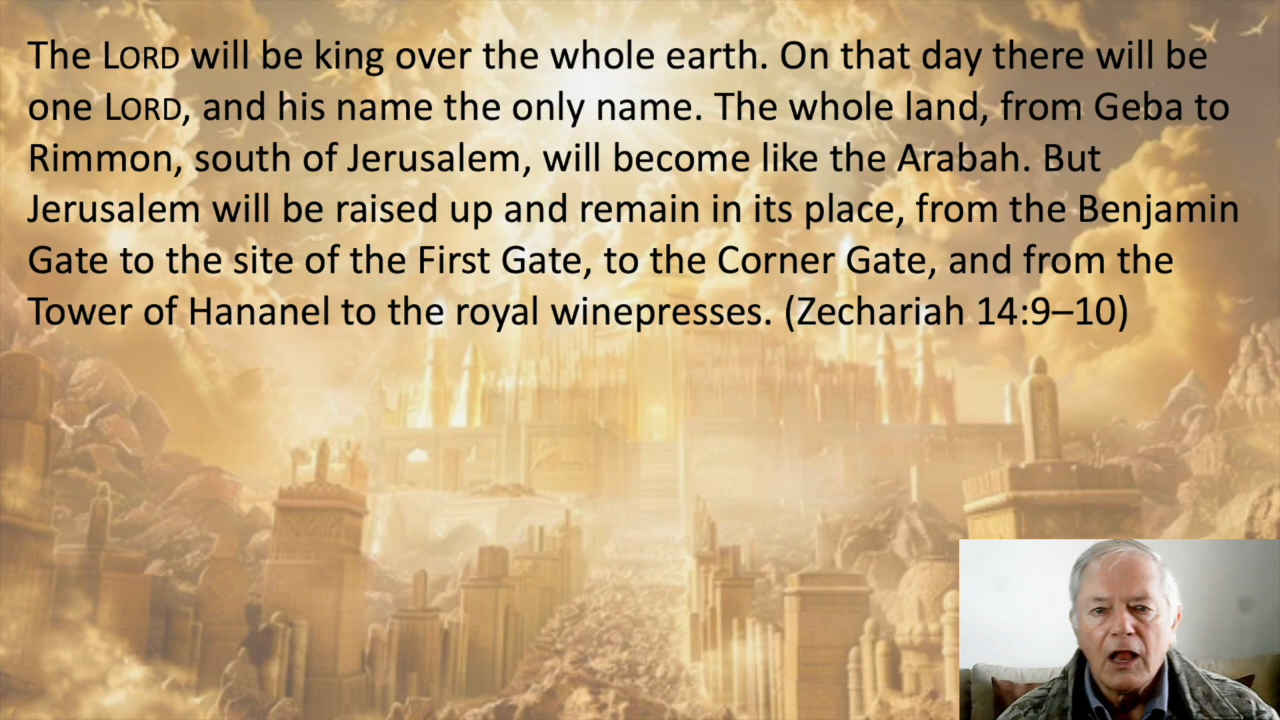 The LORD will be king over the whole earth. On that day there will be
one LORD, and his name the only name. The whole land, from Geba to
Rimmon, south of Jerusalem, will become like the Arabah. But
Jerusalem will be raised up and remain in its place, from the Benjamin
Gate to the site of the First Gate, to the Corner Gate, and from the
Tower of Hananel to the royal winepresses. (Zechariah 14:9–10)